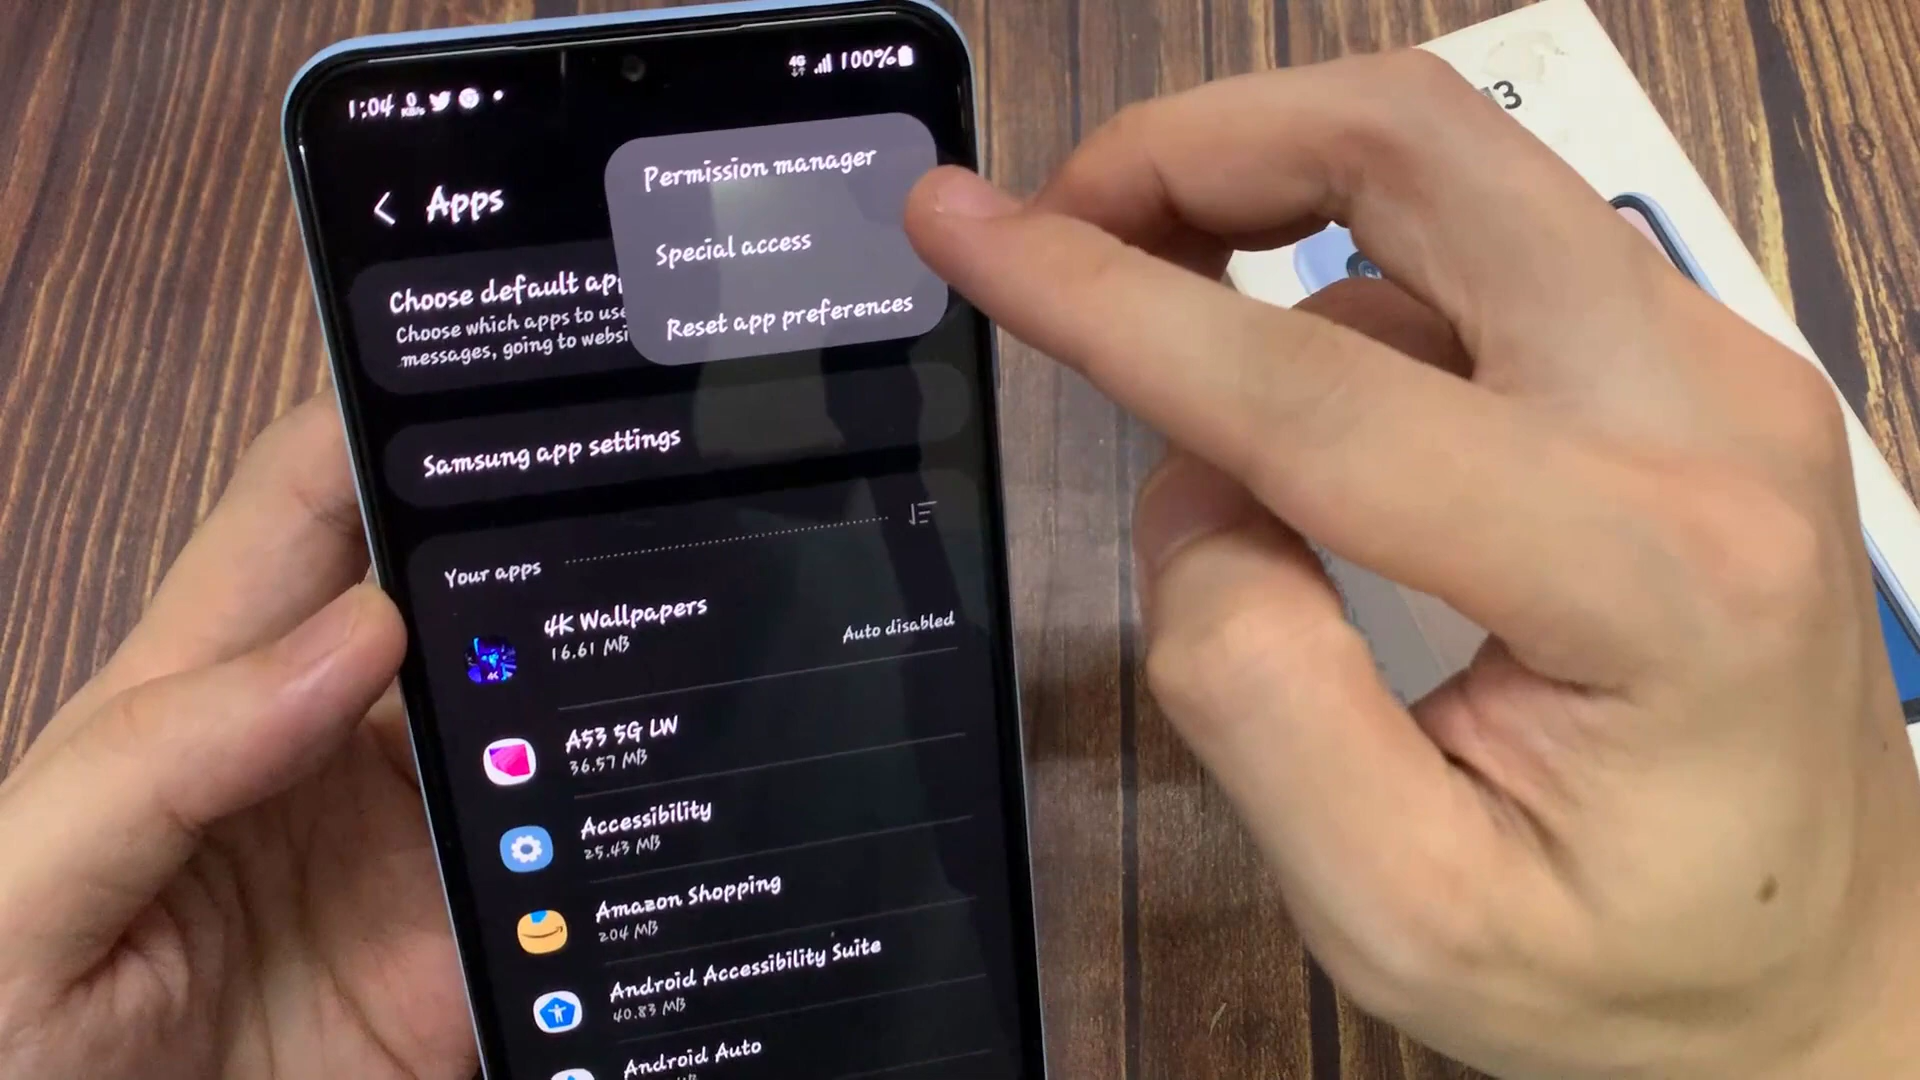 1:04
4G 100%
Permission manager
Apps
Special access
Choose default ap
Choose which apps to use
messages, going to websi
Reset app preferences
Samsung app settings
Your apps
4K Wallpapers
16.61 MB
Auto disabled
A53 5G LW
36.57 MB
Accessibility
25.43 MB
Amazon Shopping
204 MB
Android Accessibility Suite
40.83 MB
Android Auto